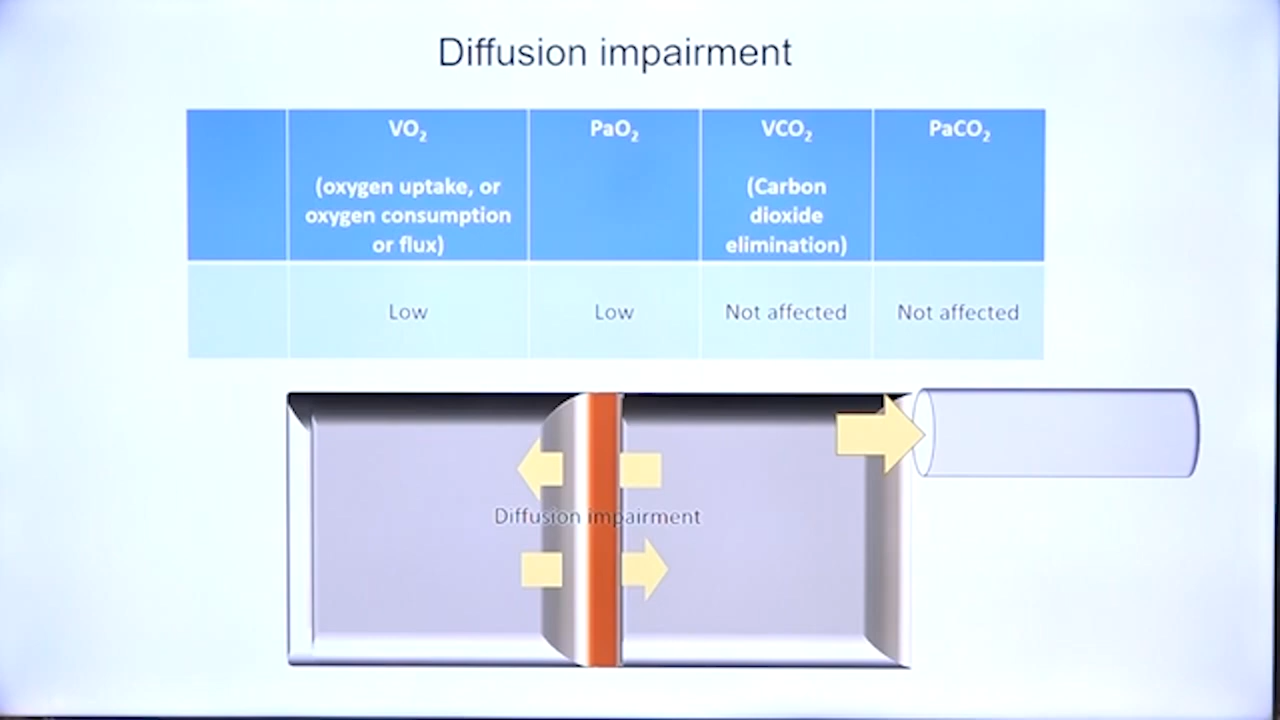 Diffusion impairment
VO₂
PaO₂
VCO₂
PaCO₂
(oxygen uptake, or
oxygen consumption
or flux)
(Carbon
dioxide
elimination)
Low
Low
Not affected
Not affected
Diffusion impairment